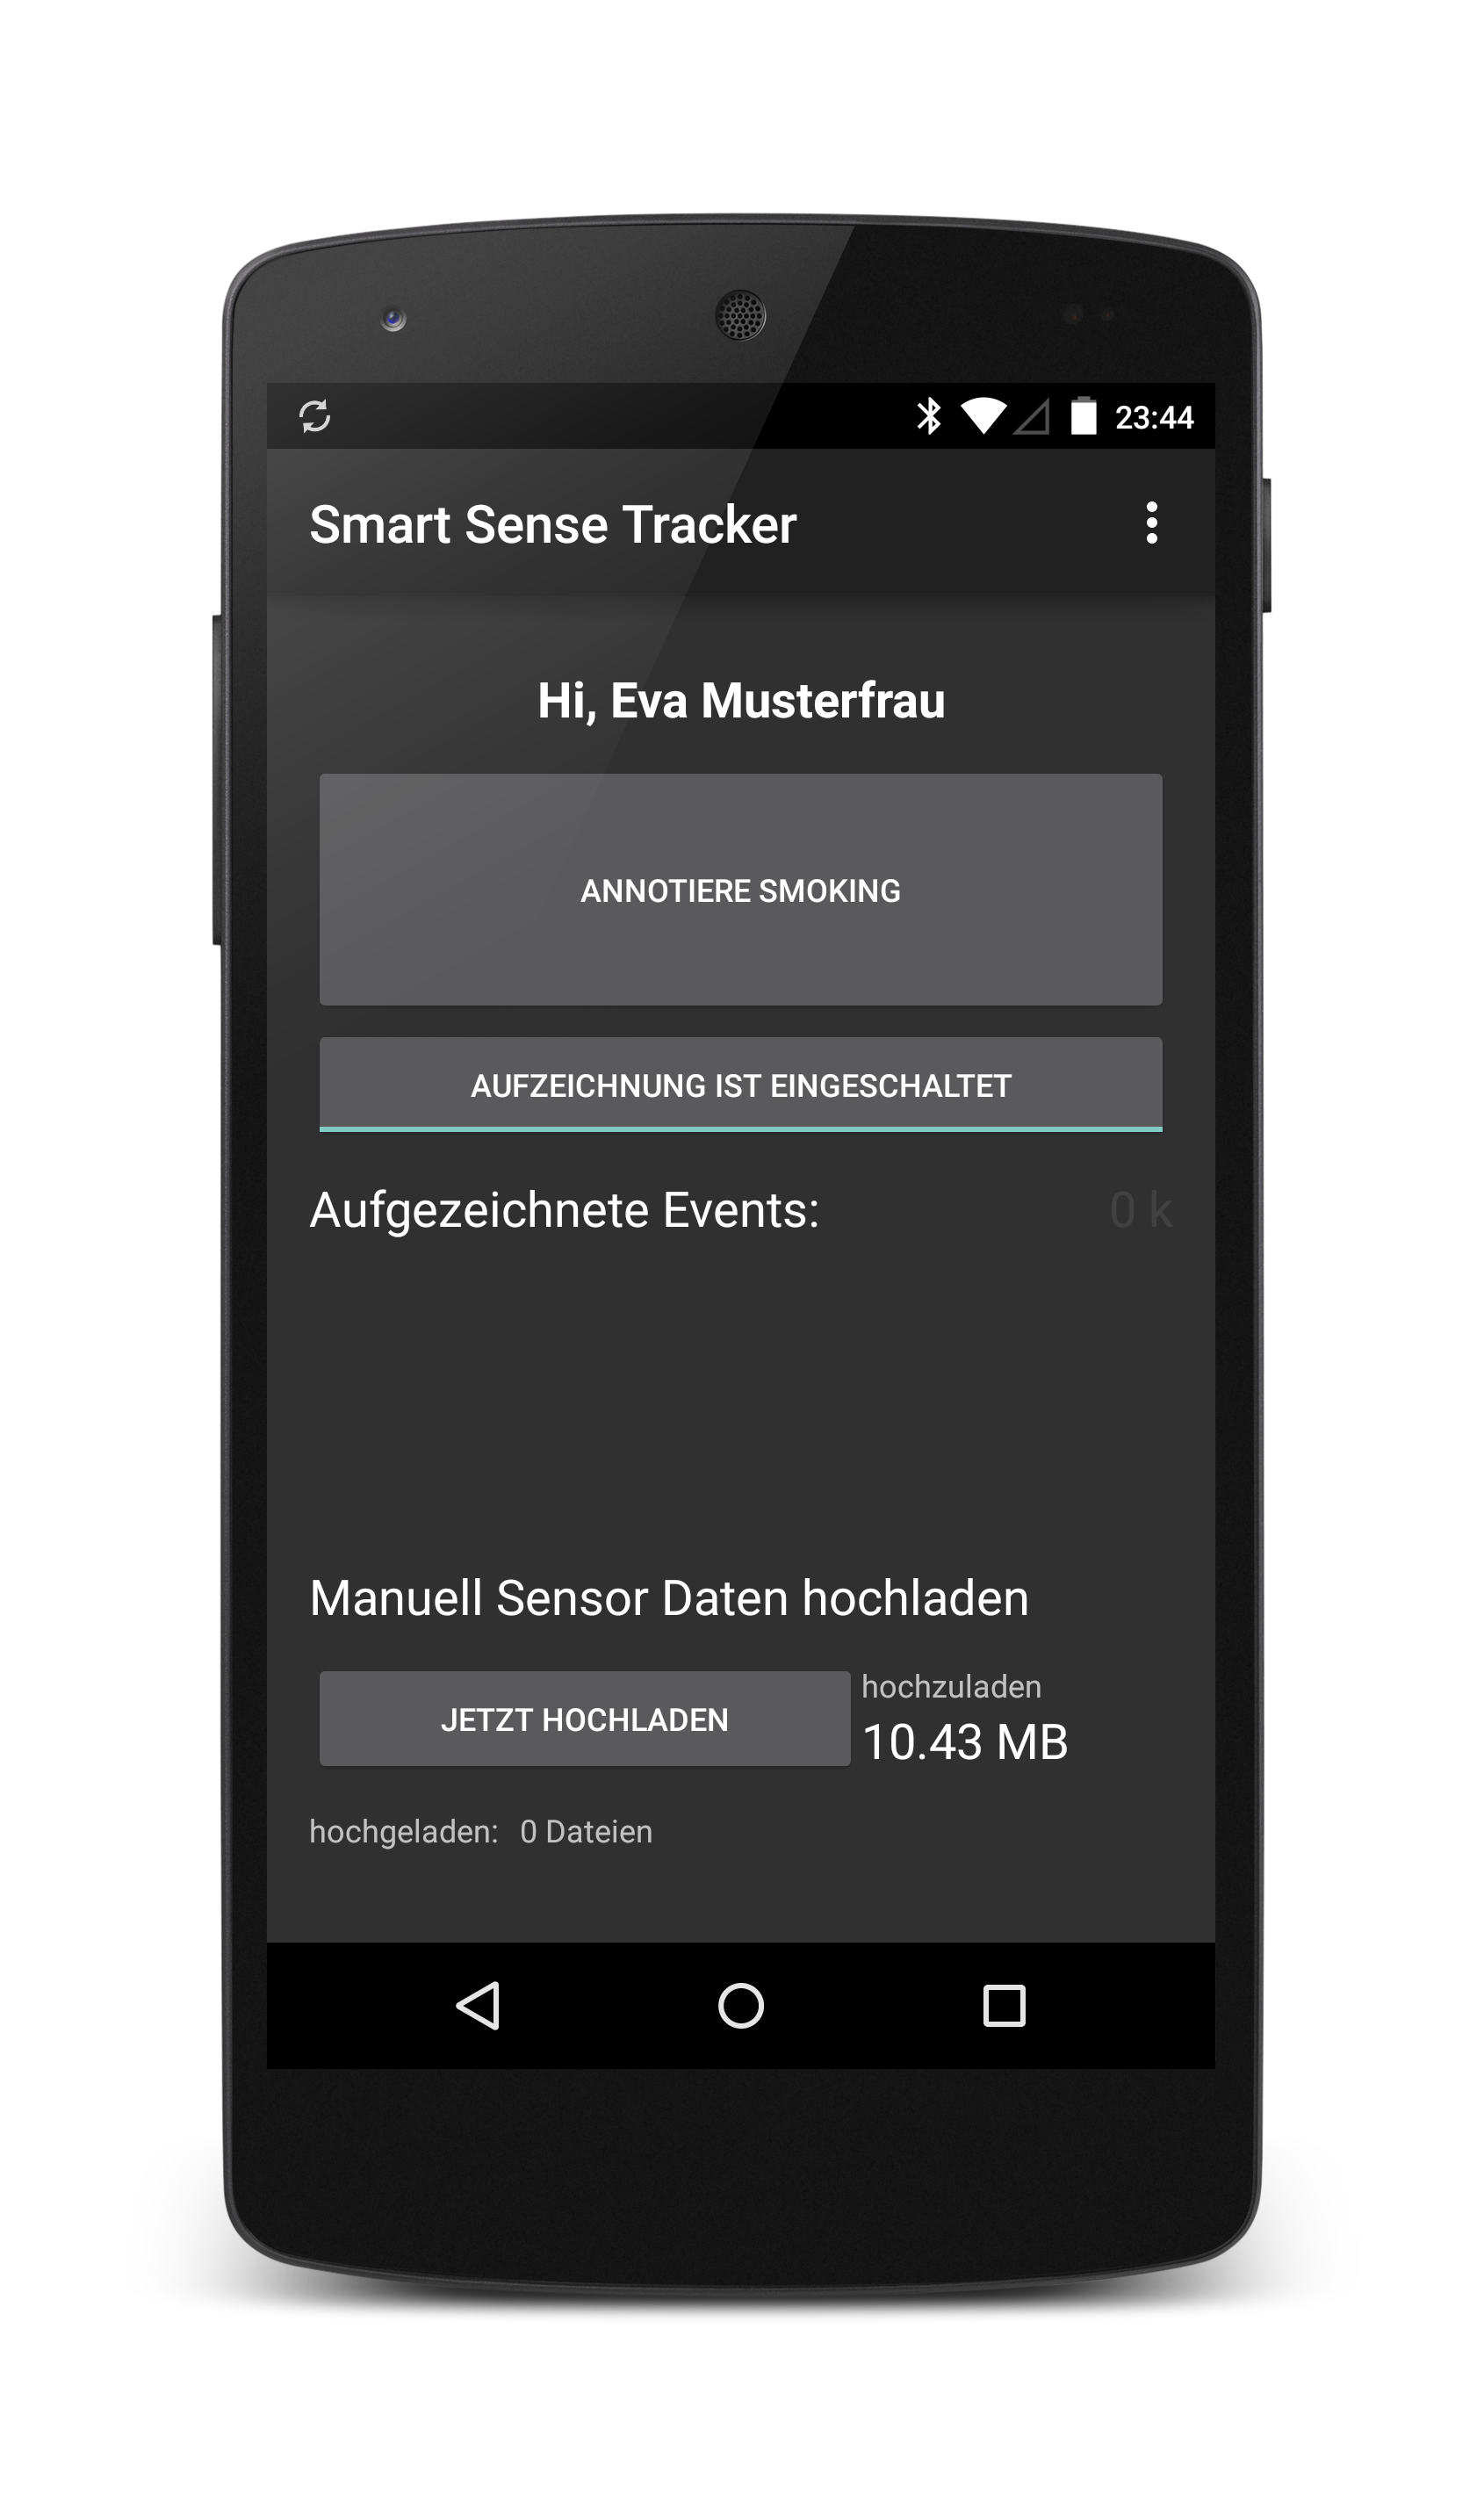 23:44
Smart Sense Tracker
Hi, Eva Musterfrau
ANNOTIERE SMOKING
AUFZEICHNUNG IST EINGESCHALTET
Aufgezeichnete Events: 0 k
Manuell Sensor Daten hochladen
hochzuladen
JETZT HOCHLADEN 10.43 MB
hochgeladen: 0 Dateien